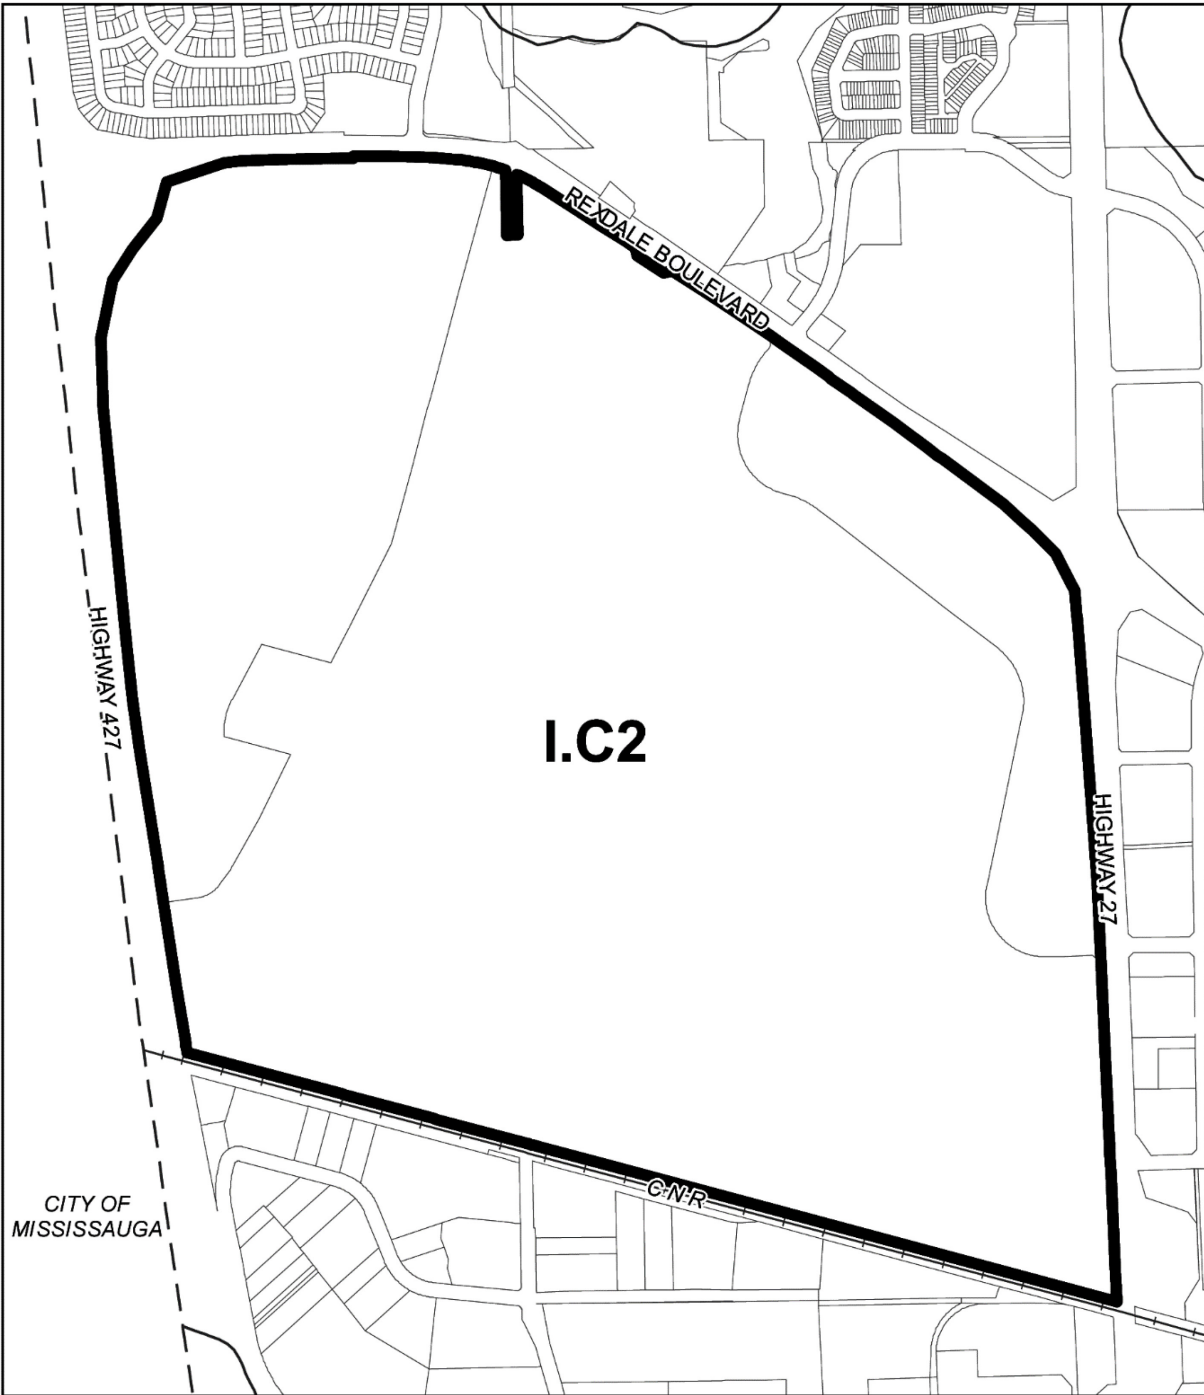 REXDALE BOULEVARD
HIGHWAY 427
I.C2
HIGHWAY 27
C N R
CITY OF
MISSISSAUGA